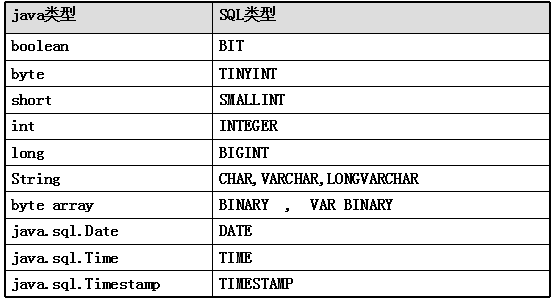 java类型 SQL类型
boolean BIT
byte TINYINT
short SMALLINT
int INTEGER
long BIGINT
String CHAR,VARCHAR,LONGVARCHAR
byte array BINARY , VAR BINARY
java.sql.Date DATE
java.sql.Time TIME
java.sql.Timestamp TIMESTAMP